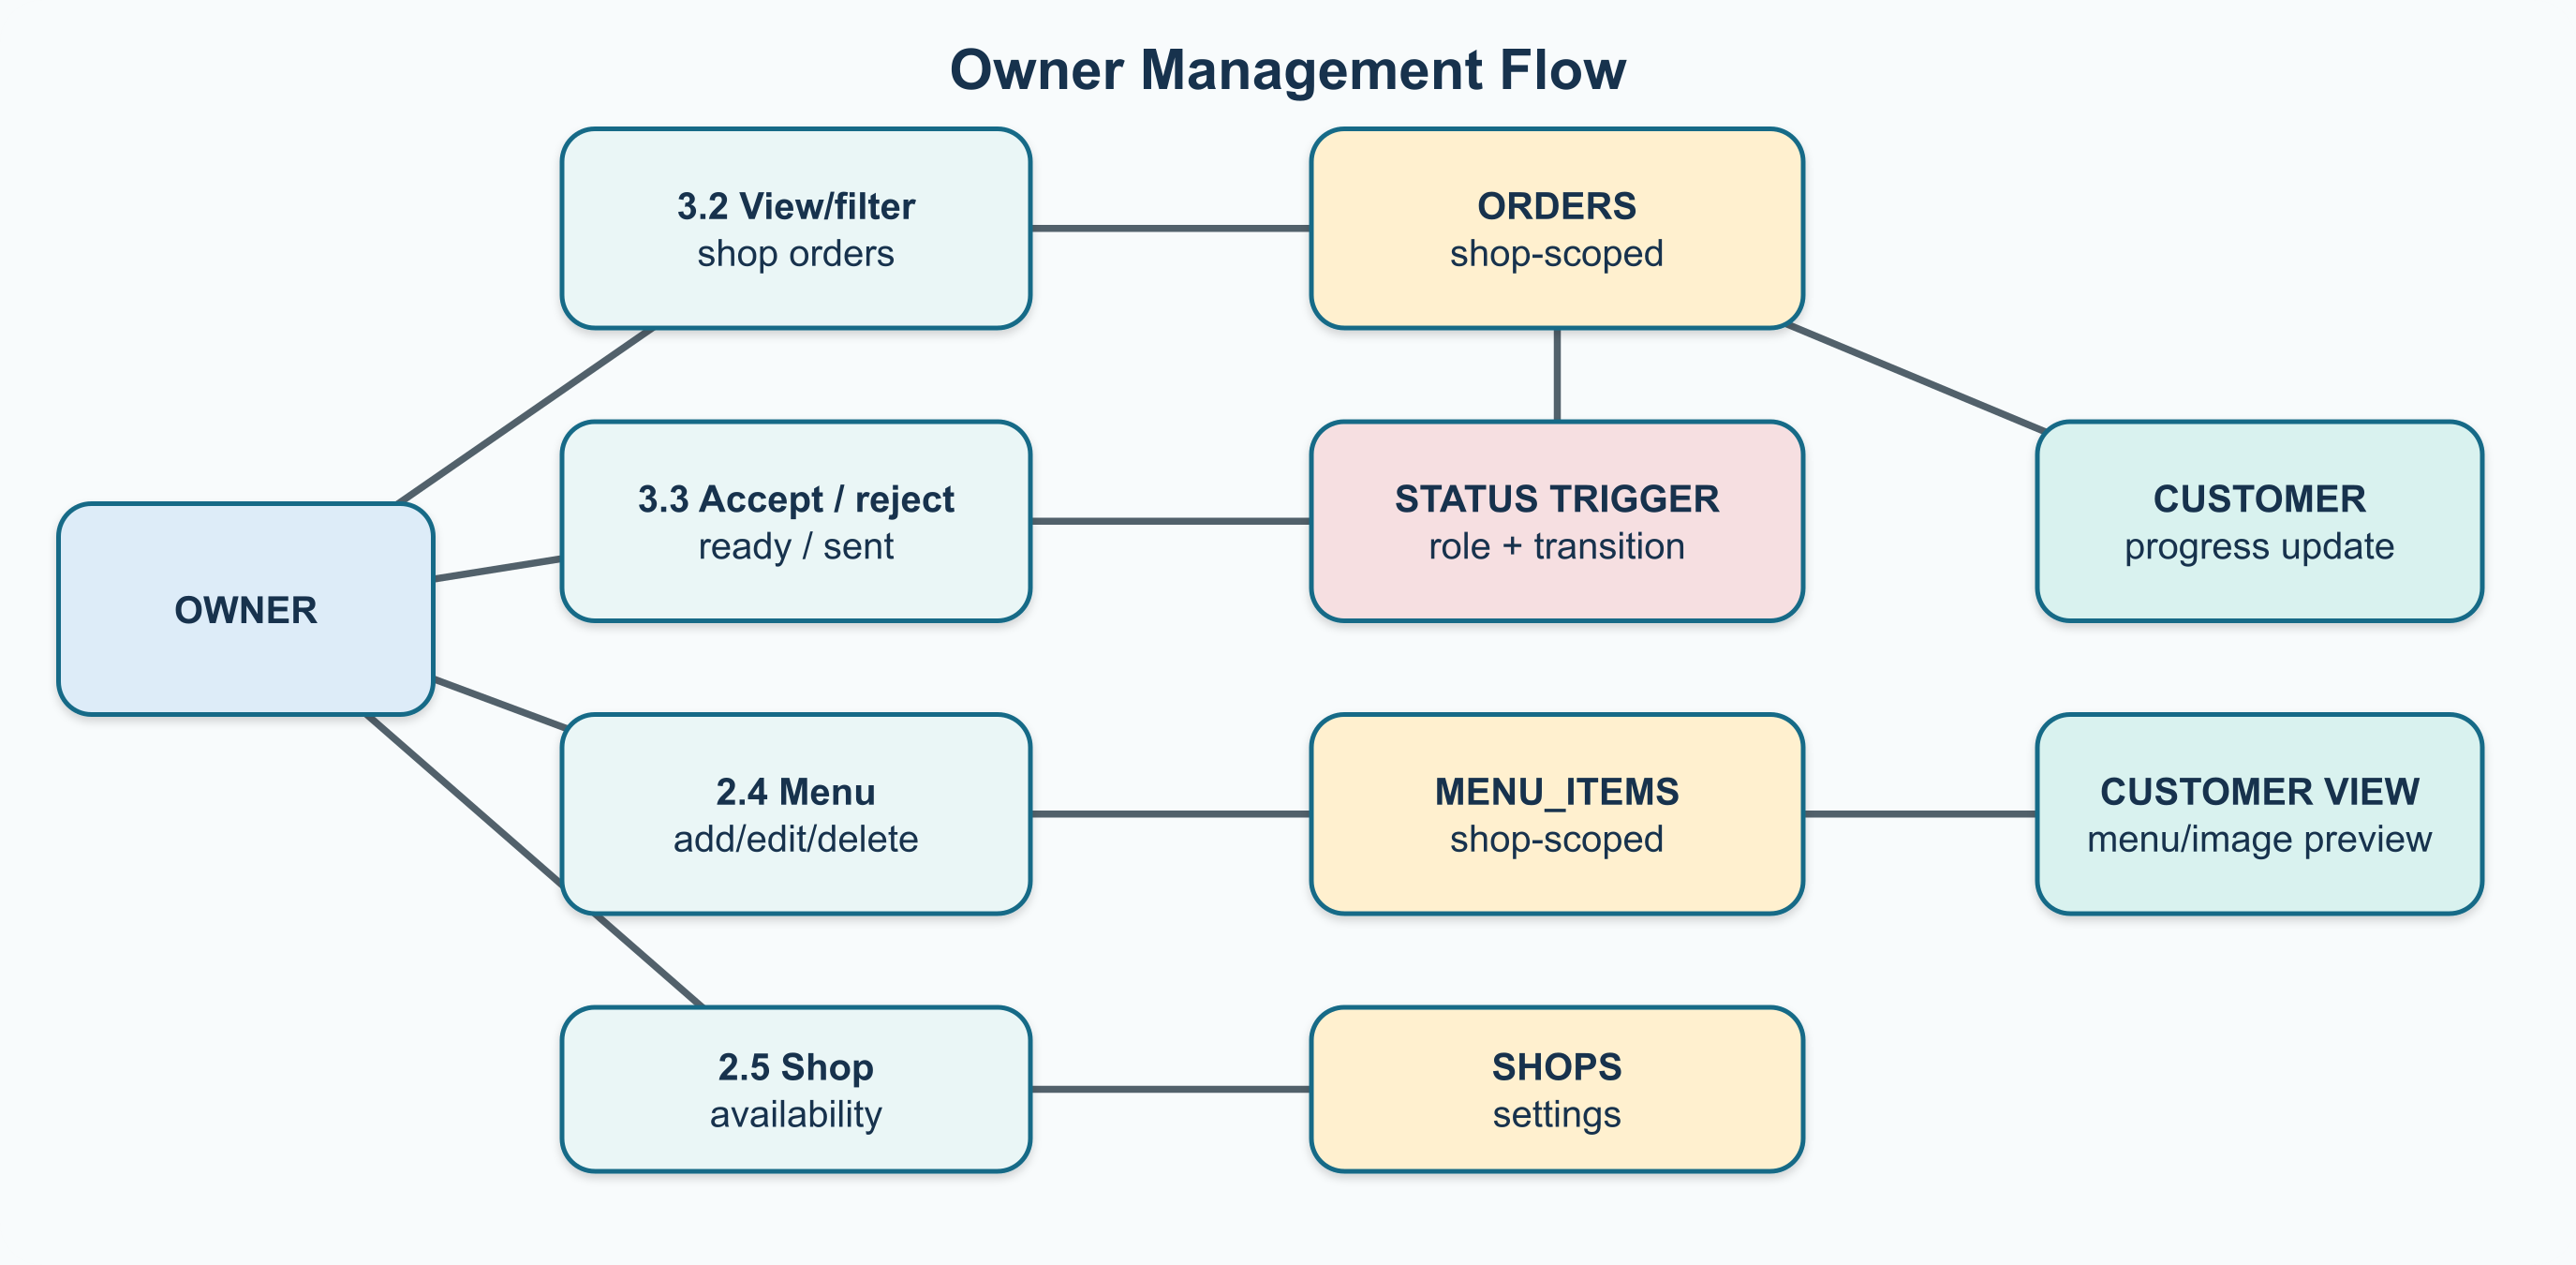 Owner Management Flow
3.2 View/filter
shop orders
ORDERS
shop-scoped
3.3 Accept / reject
ready / sent
STATUS TRIGGER
role + transition
CUSTOMER
progress update
OWNER
2.4 Menu
add/edit/delete
MENU_ITEMS
shop-scoped
CUSTOMER VIEW
menu/image preview
2.5 Shop
availability
SHOPS
settings